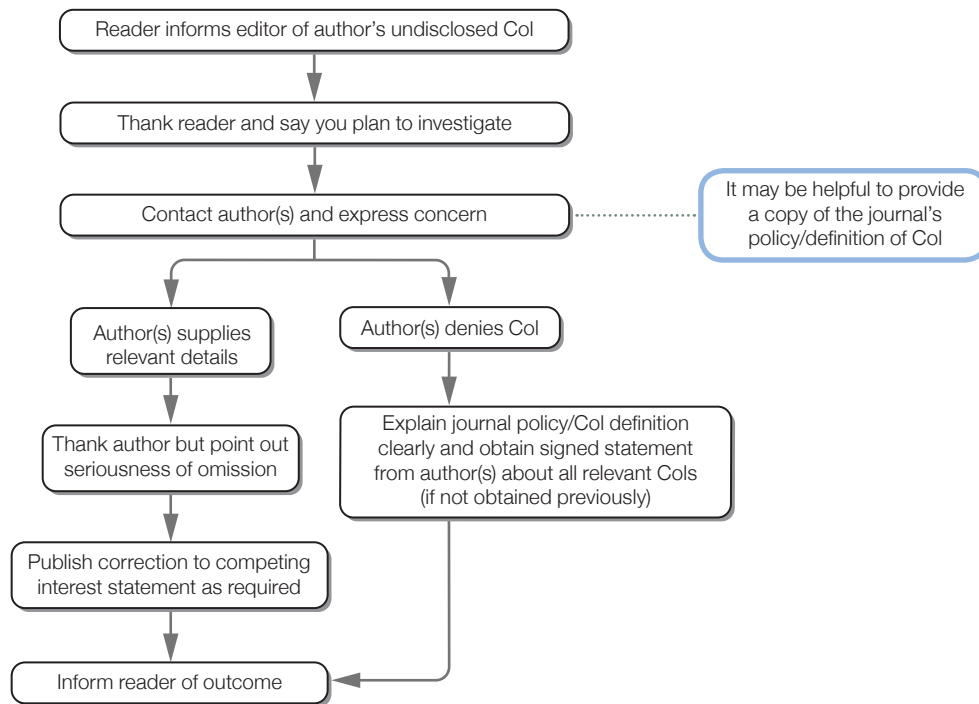 Reader informs editor of author's undisclosed CoI
Thank reader and say you plan to investigate
Contact author(s) and express concern
It may be helpful to provide
a copy of the journal's
policy/definition of CoI
Author(s) supplies
relevant details
Author(s) denies CoI
Thank author but point out
seriousness of omission
Explain journal policy/CoI definition
clearly and obtain signed statement
from author(s) about all relevant CoIs
(if not obtained previously)
Publish correction to competing
interest statement as required
Inform reader of outcome